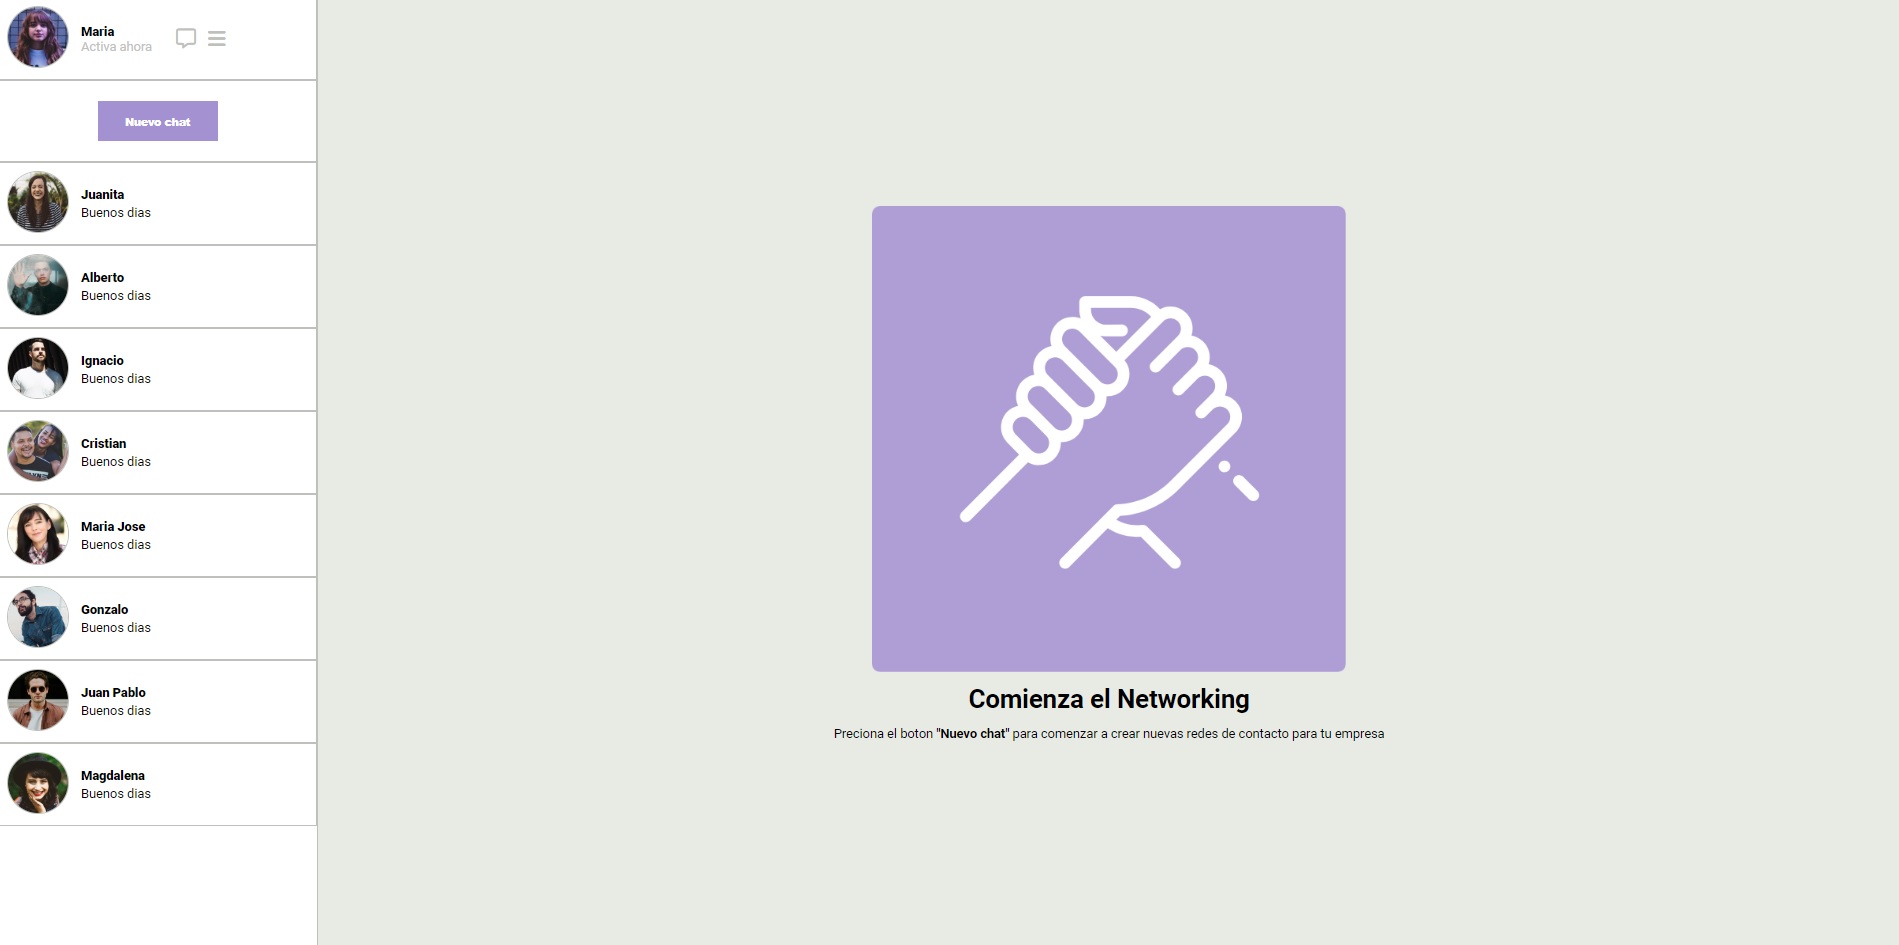 Maria
Activa ahora
Nuevo chat
Juanita
Buenos dias
Alberto
Buenos dias
Ignacio
Buenos dias
Cristian
Buenos dias
Maria Jose
Buenos dias
Gonzalo
Buenos dias
Juan Pablo
Buenos dias
Magdalena
Buenos dias
Comienza el Networking
Preciona el boton "Nuevo chat" para comenzar a crear nuevas redes de contacto para tu empresa